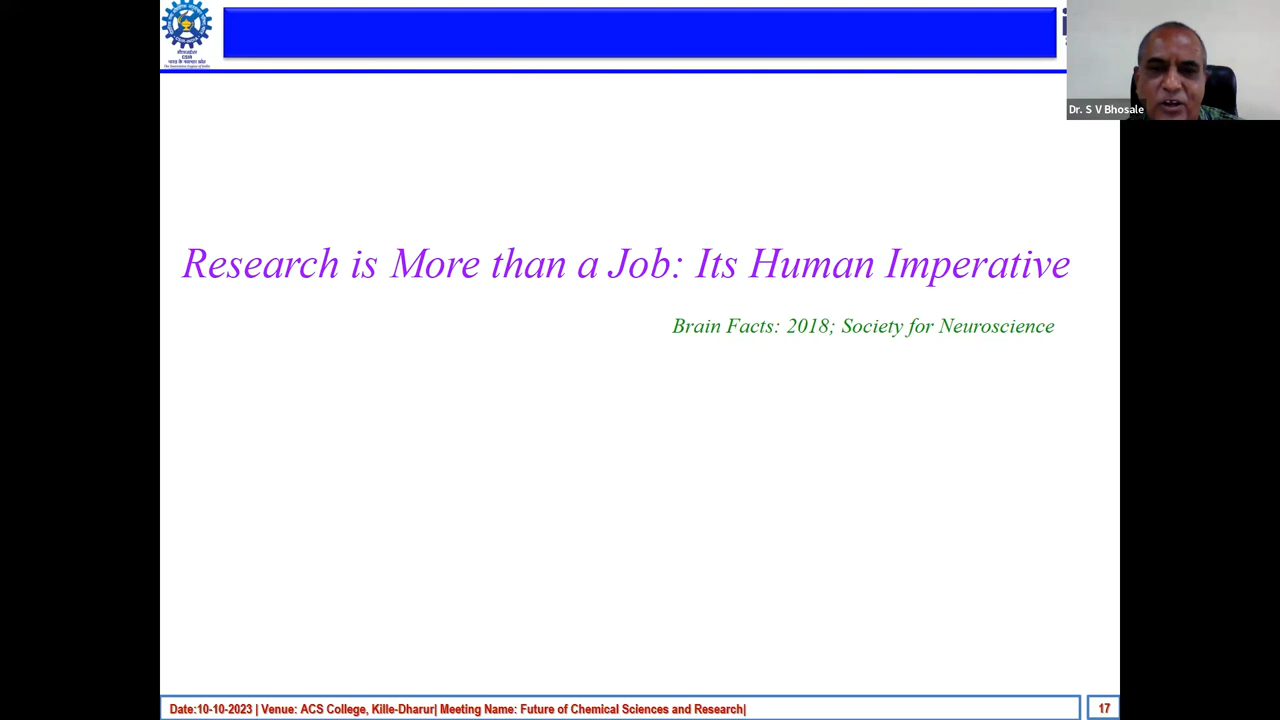 CSIR
Dr. S V Bhosale
Research is More than a Job: Its Human Imperative
Brain Facts: 2018; Society for Neuroscience
Date:10-10-2023 | Venue: ACS College, Kille-Dharur| Meeting Name: Future of Chemical Sciences and Research|
17